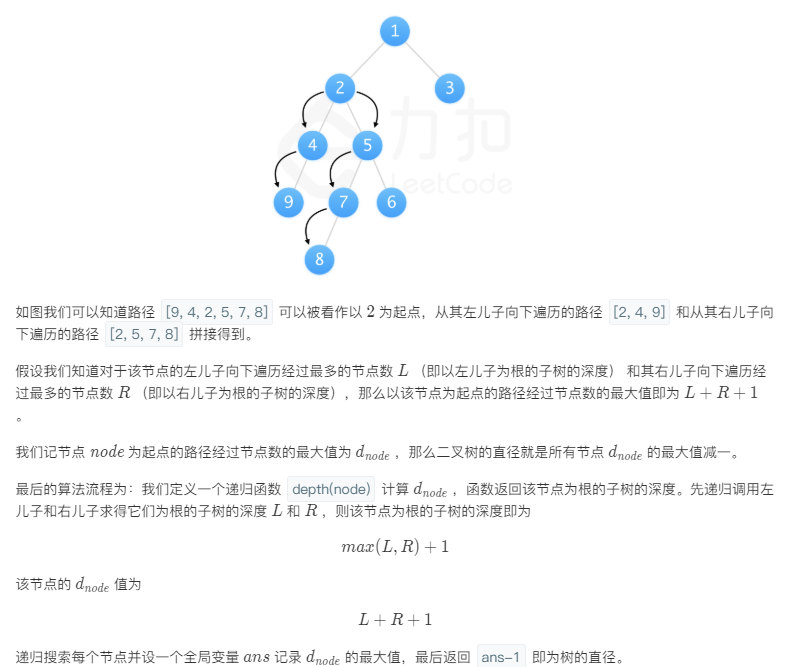 1
2
3
力扣
4
5
LeetCode
9
7
6
8
如图我们可以知道路径 [9, 4, 2, 5, 7, 8] 可以被看作以 2 为起点，从其左儿子向下遍历的路径 [2, 4, 9] 和从其右儿子向
下遍历的路径 [2, 5, 7, 8] 拼接得到。
假设我们知道对于该节点的左儿子向下遍历经过最多的节点数 L （即以左儿子为根的子树的深度） 和其右儿子向下遍历经
过最多的节点数 R （即以右儿子为根的子树的深度），那么以该节点为起点的路径经过节点数的最大值即为 L + R + 1
。
我们记节点 node 为起点的路径经过节点数的最大值为 d_node ，那么二叉树的直径就是所有节点 d_node 的最大值减一。
最后的算法流程为：我们定义一个递归函数 depth(node) 计算 d_node ，函数返回该节点为根的子树的深度。先递归调用左
儿子和右儿子求得它们为根的子树的深度 L 和 R ，则该节点为根的子树的深度即为
max(L, R) + 1
该节点的 d_node 值为
L + R + 1
递归搜索每个节点并设一个全局变量 ans 记录 d_node 的最大值，最后返回 ans-1 即为树的直径。